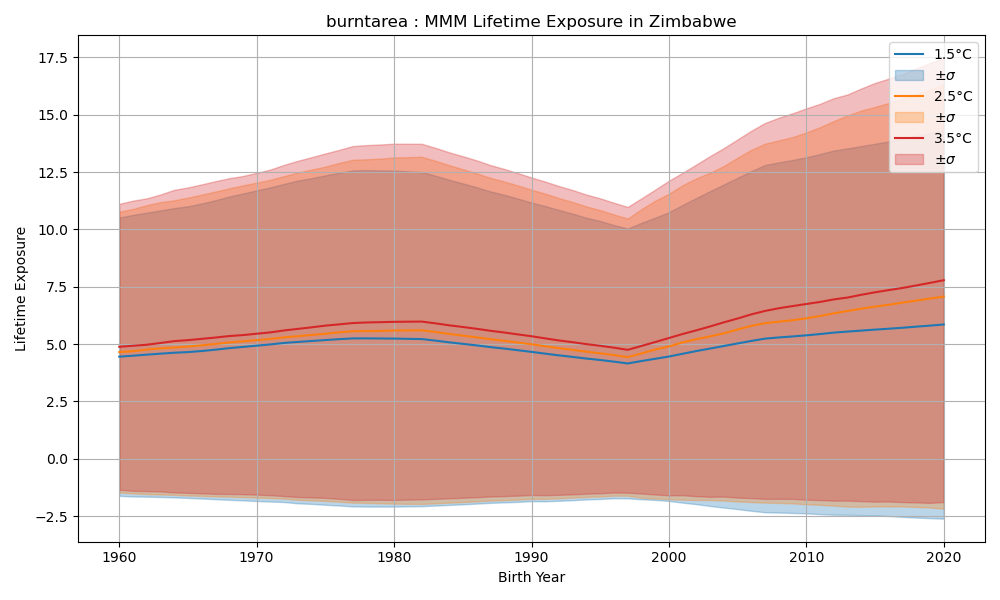 burntarea : MMM Lifetime Exposure in Zimbabwe
17.5
15.0
12.5
10.0
7.5
5.0
2.5
0.0
−2.5
Lifetime Exposure
1.5°C
±σ
2.5°C
±σ
3.5°C
±σ
1960 1970 1980 1990 2000 2010 2020
Birth Year